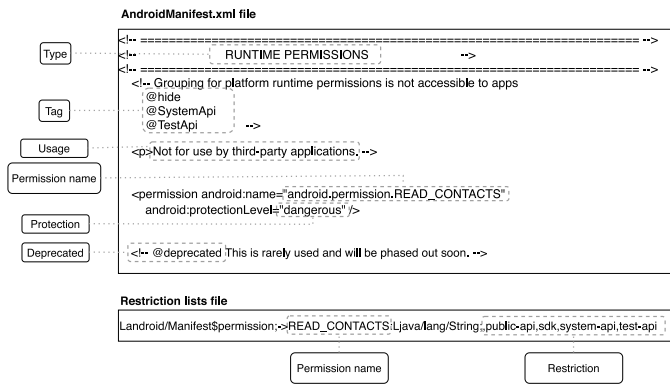 AndroidManifest.xml file
<!-- ============================================================ -->
Type
<!-- RUNTIME PERMISSIONS -->
<!-- ============================================================ -->
<!-- Grouping for platform runtime permissions is not accessible to apps
@hide
Tag
@SystemApi
@TestApi -->
Usage
<p>Not for use by third-party applications. -->
Permission name
<permission android:name="android.permission.READ_CONTACTS"
android:protectionLevel="dangerous" />
Protection
Deprecated
<!-- @deprecated This is rarely used and will be phased out soon. -->
Restriction lists file
Landroid/Manifest$permission;->READ_CONTACTS:Ljava/lang/String;,public-api,sdk,system-api,test-api
Permission name
Restriction